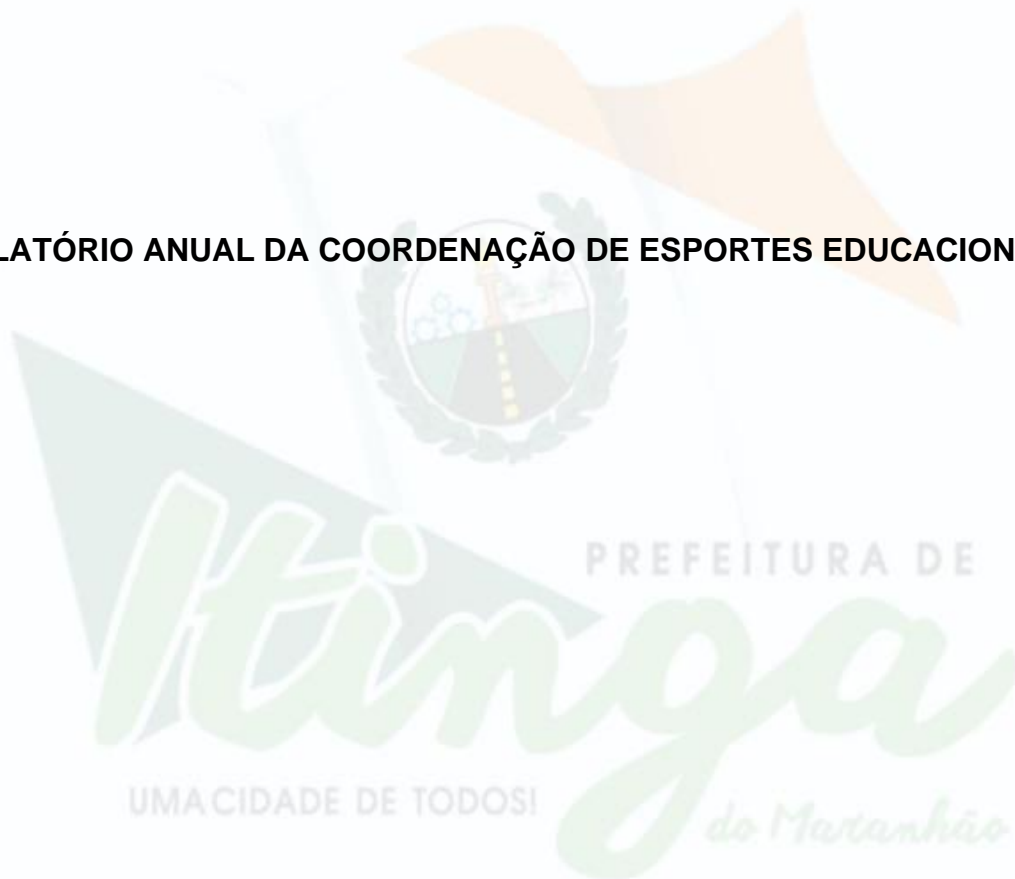 LATÓRIO ANUAL DA COORDENAÇÃO DE ESPORTES EDUCACION
PREFEITURA DE
Itinga
UMA CIDADE DE TODOS!
do Maranhão